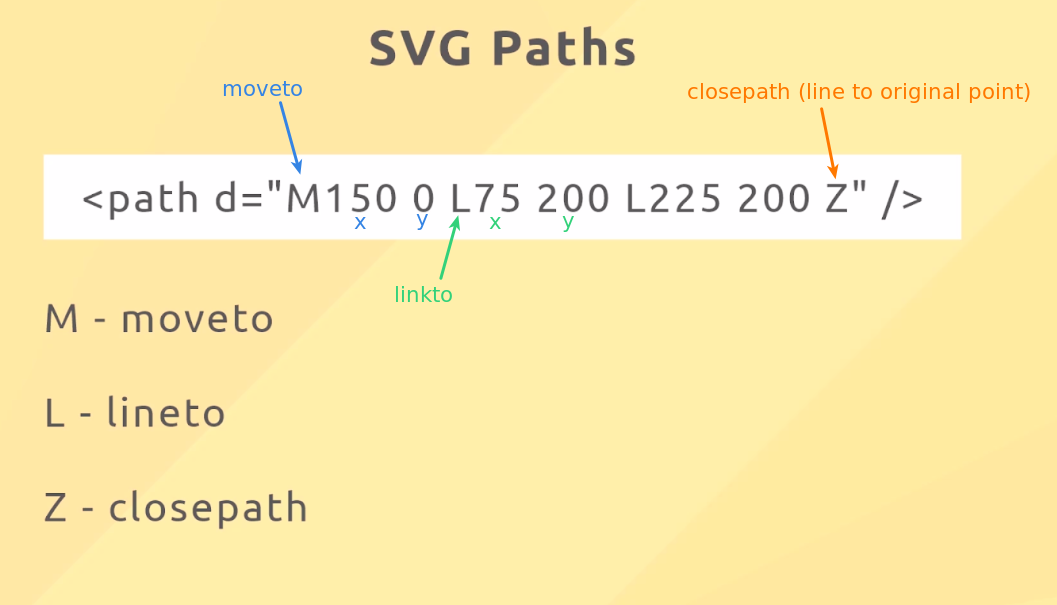 SVG Paths
moveto
closepath (line to original point)
<path d="M150 0 L75 200 L225 200 Z" />
x y x y
linkto
M - moveto
L - lineto
Z - closepath